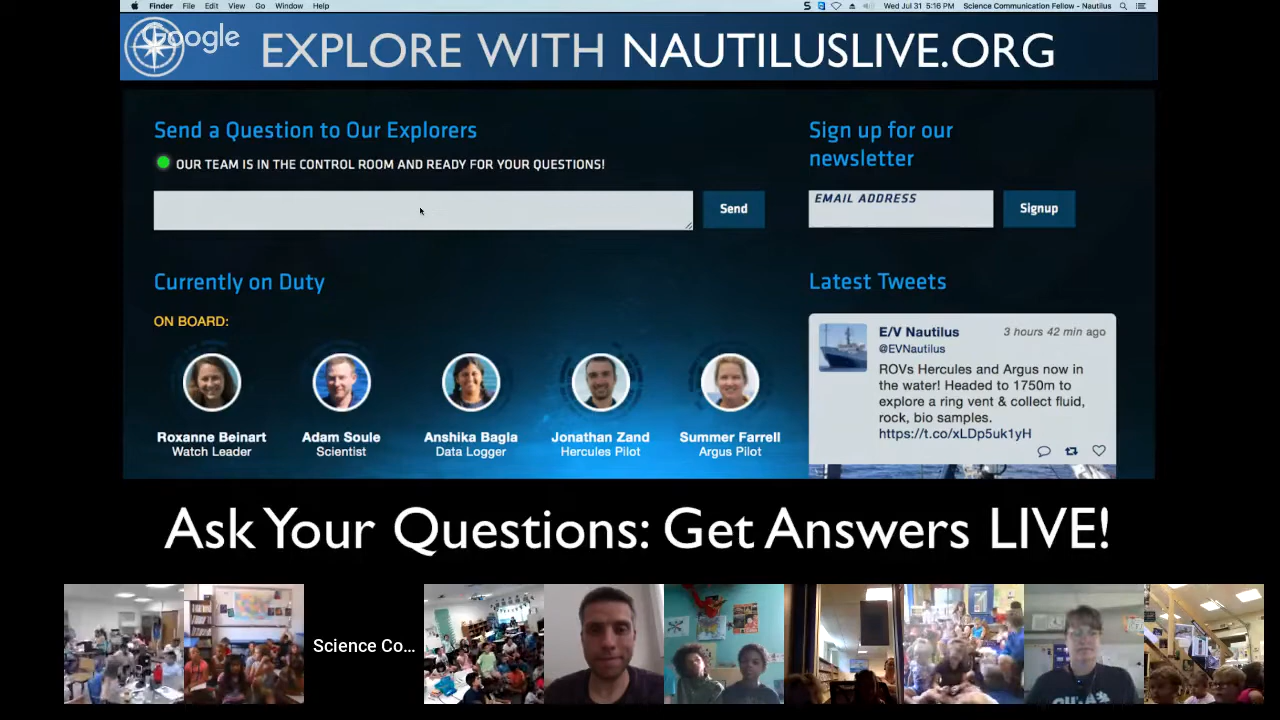 Finder File Edit View Go Window Help
Wed Jul 31 5:16 PM Science Communication Fellow - Nautilus
Google
EXPLORE WITH NAUTILUSLIVE.ORG
Send a Question to Our Explorers
OUR TEAM IS IN THE CONTROL ROOM AND READY FOR YOUR QUESTIONS!
Send
Sign up for our
newsletter
EMAIL ADDRESS
Signup
Currently on Duty
ON BOARD:
Roxanne Beinart
Watch Leader
Adam Soule
Scientist
Anshika Bagla
Data Logger
Jonathan Zand
Hercules Pilot
Summer Farrell
Argus Pilot
Latest Tweets
E/V Nautilus
3 hours 42 min ago
@EVNautilus
ROVs Hercules and Argus now in
the water! Headed to 1750m to
explore a ring vent & collect fluid,
rock, bio samples.
https://t.co/xLDp5uk1yH
Ask Your Questions: Get Answers LIVE!
Science Co...